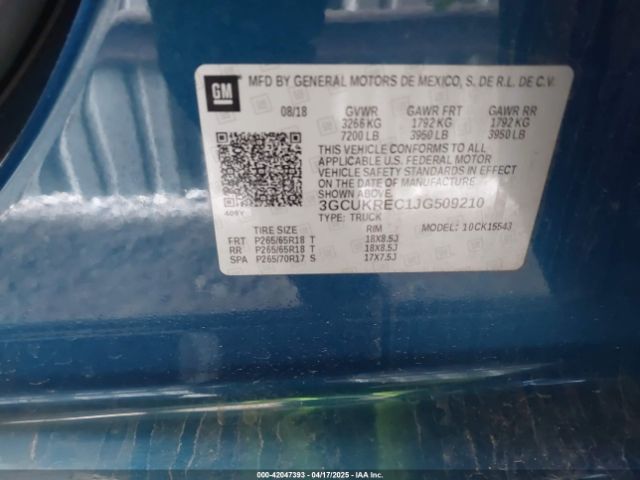 GM
MFD BY GENERAL MOTORS DE MEXICO, S. DE R.L. DE C.V.
08/18 GVWR GAWR FRT GAWR RR
3266 KG 1792 KG 1792 KG
7200 LB 3950 LB 3950 LB
THIS VEHICLE CONFORMS TO ALL
APPLICABLE U.S. FEDERAL MOTOR
VEHICLE SAFETY STANDARDS IN EFFECT
ON THE DATE OF MANUFACTURE
SHOWN ABOVE.
3GCUKREC1JG509210
TYPE: TRUCK MODEL: 10CK15543
TIRE SIZE RIM
FRT P265/65R18 T 18X8.5J
RR P265/65R18 T 18X8.5J
SPA P265/70R17 S 17X7.5J
000-42047393 - 04/17/2025 - IAA Inc.